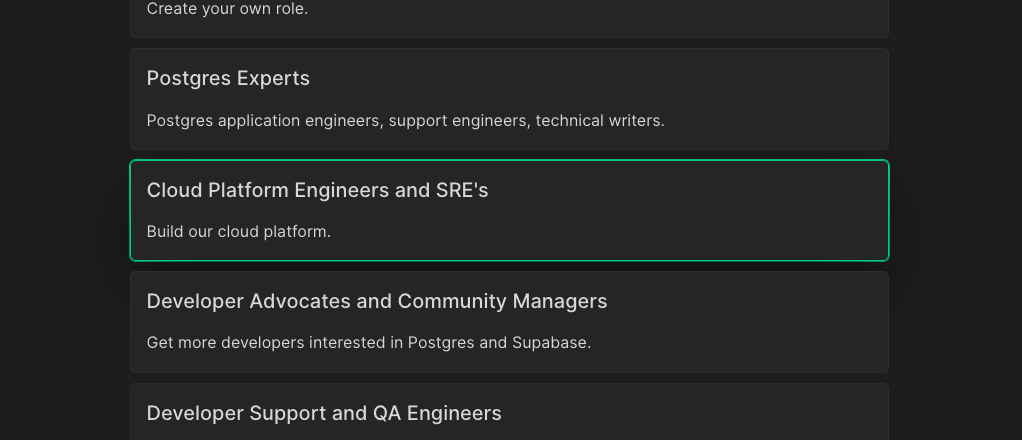 Create your own role.
Postgres Experts
Postgres application engineers, support engineers, technical writers.
Cloud Platform Engineers and SRE's
Build our cloud platform.
Developer Advocates and Community Managers
Get more developers interested in Postgres and Supabase.
Developer Support and QA Engineers